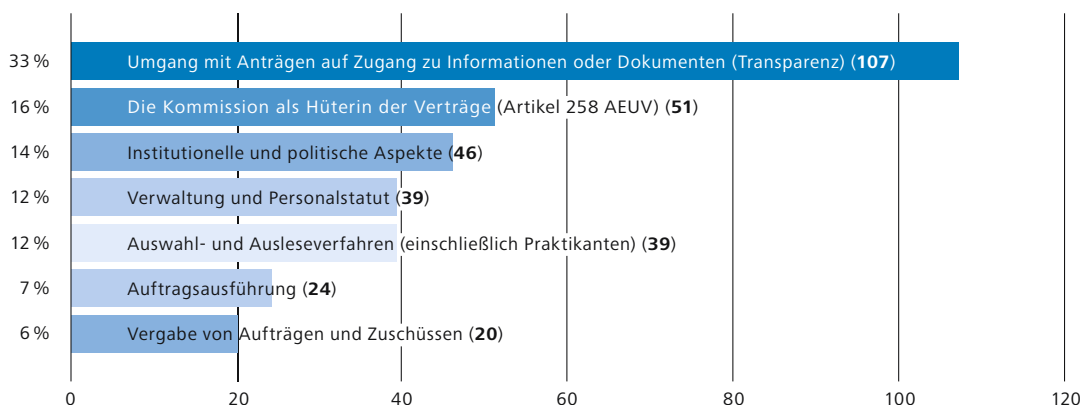 33 % Umgang mit Anträgen auf Zugang zu Informationen oder Dokumenten (Transparenz) (107)
16 % Die Kommission als Hüterin der Verträge (Artikel 258 AEUV) (51)
14 % Institutionelle und politische Aspekte (46)
12 % Verwaltung und Personalstatut (39)
12 % Auswahl- und Ausleseverfahren (einschließlich Praktikanten) (39)
7 % Auftragsausführung (24)
6 % Vergabe von Aufträgen und Zuschüssen (20)
0 20 40 60 80 100 120